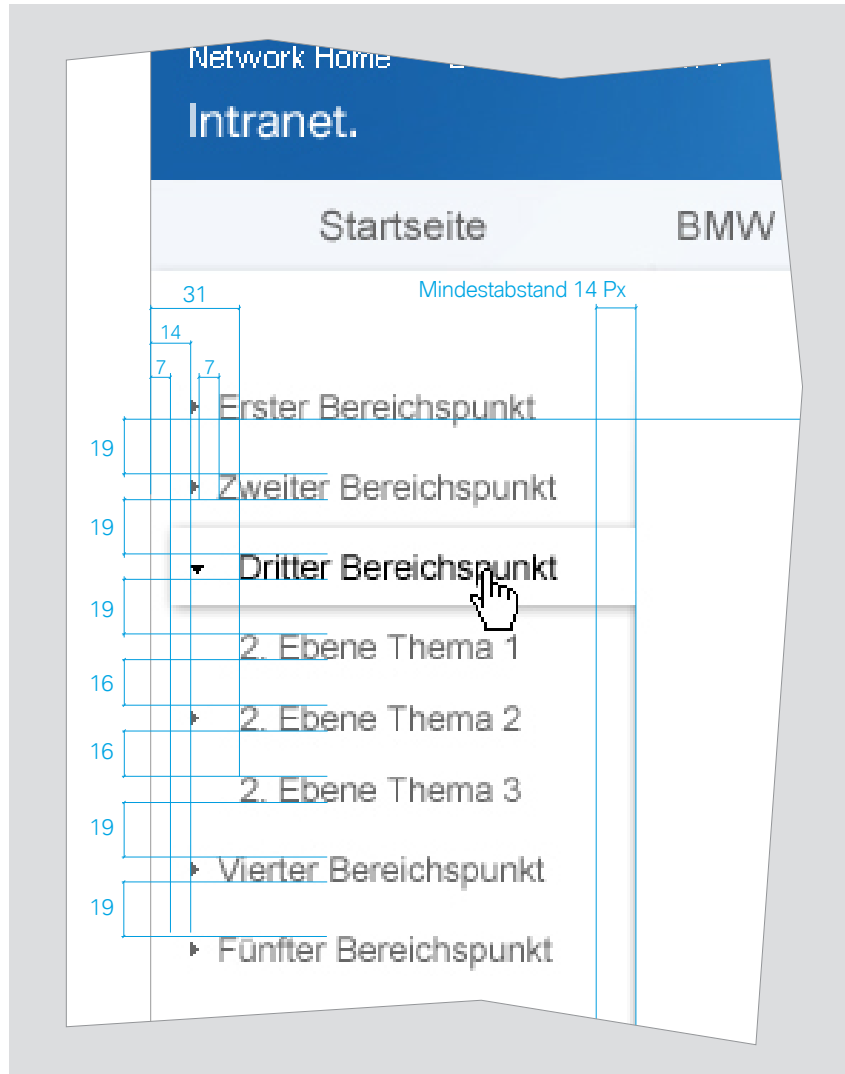 Network Home
Intranet.
Startseite BMW
31 Mindestabstand 14 Px
14
7 7
Erster Bereichspunkt
19
Zweiter Bereichspunkt
19
Dritter Bereichspunkt
19
2. Ebene Thema 1
16
2. Ebene Thema 2
16
2. Ebene Thema 3
19
Vierter Bereichspunkt
19
Fünfter Bereichspunkt